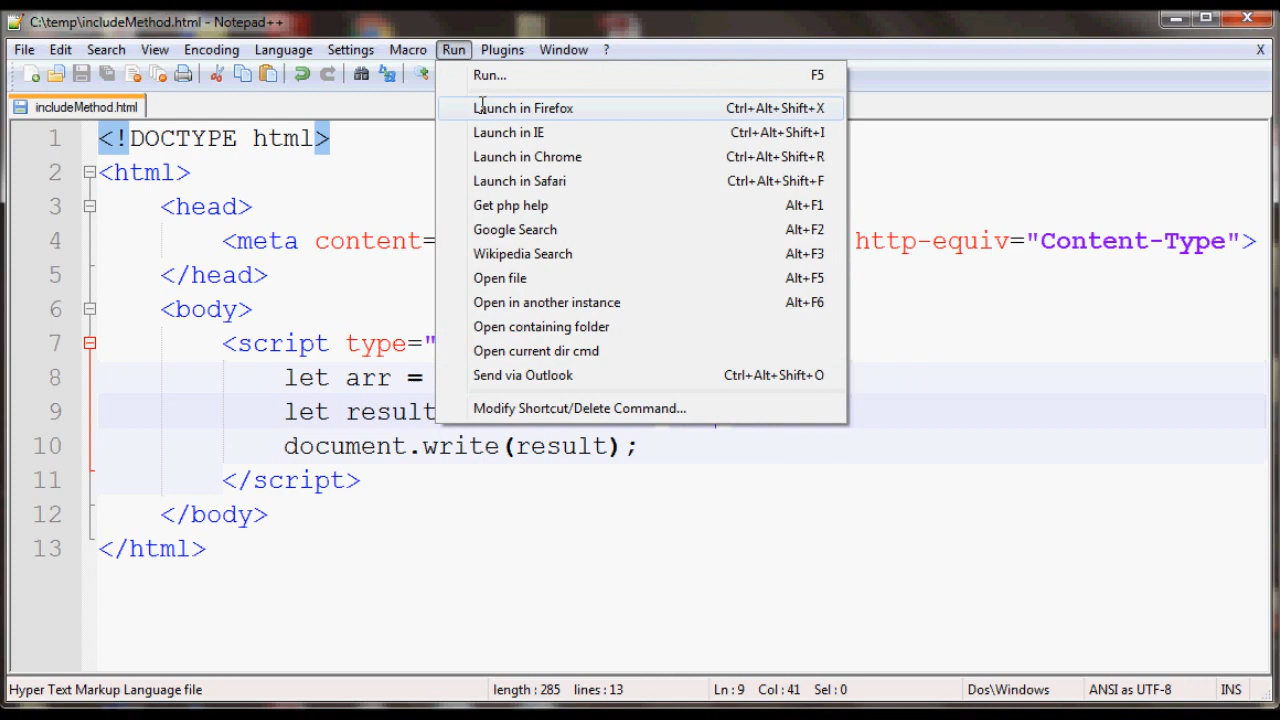 C:\temp\includeMethod.html - Notepad++
File Edit Search View Encoding Language Settings Macro Run Plugins Window ? X
includeMethod.html
Run... F5
Launch in Firefox Ctrl+Alt+Shift+X
Launch in IE Ctrl+Alt+Shift+I
Launch in Chrome Ctrl+Alt+Shift+R
Launch in Safari Ctrl+Alt+Shift+F
Get php help Alt+F1
Google Search Alt+F2
Wikipedia Search Alt+F3
Open file Alt+F5
Open in another instance Alt+F6
Open containing folder
Open current dir cmd
Send via Outlook Ctrl+Alt+Shift+O
Modify Shortcut/Delete Command...
1 <!DOCTYPE html>
2 <html>
3 <head>
4 <meta content= http-equiv="Content-Type">
5 </head>
6 <body>
7 <script type="
8 let arr =
9 let result
10 document.write(result);
11 </script>
12 </body>
13 </html>
Hyper Text Markup Language file length : 285 lines : 13 Ln : 9 Col : 41 Sel : 0 Dos\Windows ANSI as UTF-8 INS